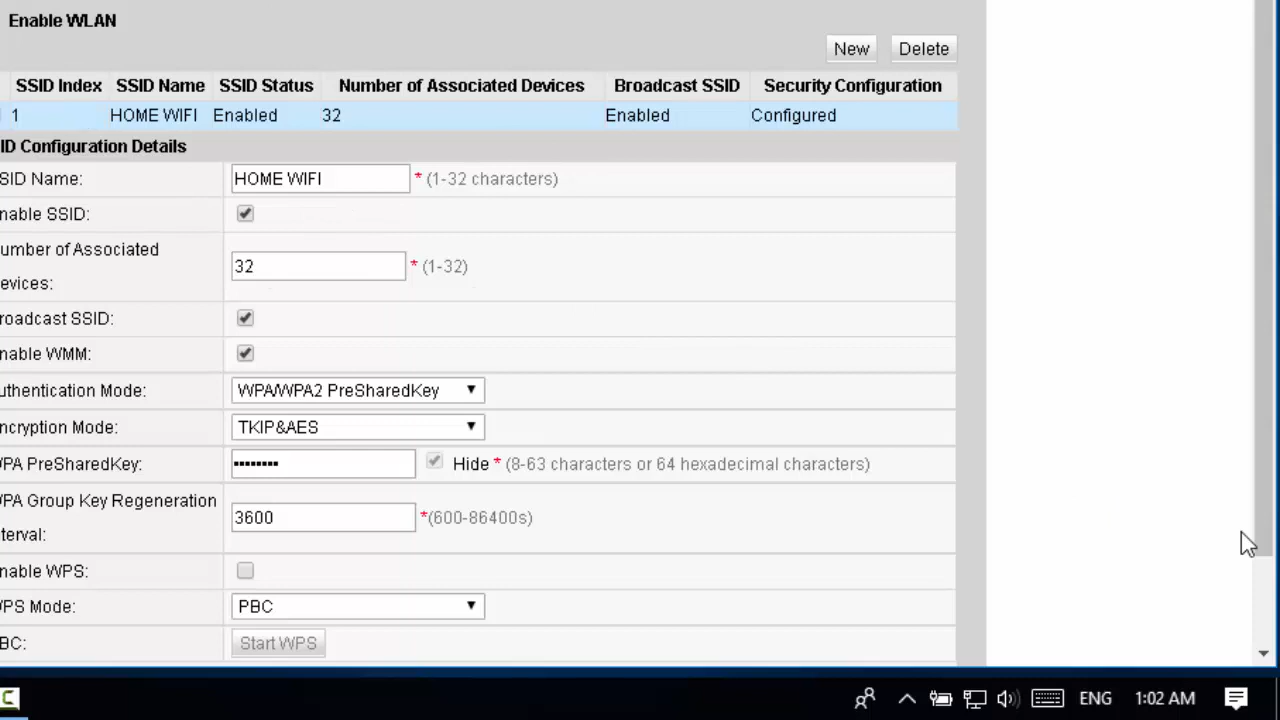 Enable WLAN
New Delete
SSID Index SSID Name SSID Status Number of Associated Devices Broadcast SSID Security Configuration
1 HOME WIFI Enabled 32 Enabled Configured
ID Configuration Details
SID Name: HOME WIFI * (1-32 characters)
nable SSID:
umber of Associated
evices: 32 * (1-32)
roadcast SSID:
nable WMM:
uthentication Mode: WPA/WPA2 PreSharedKey
ncryption Mode: TKIP&AES
PA PreSharedKey: •••••••• Hide * (8-63 characters or 64 hexadecimal characters)
PA Group Key Regeneration
terval: 3600 *(600-86400s)
nable WPS:
PS Mode: PBC
BC: Start WPS
ENG 1:02 AM